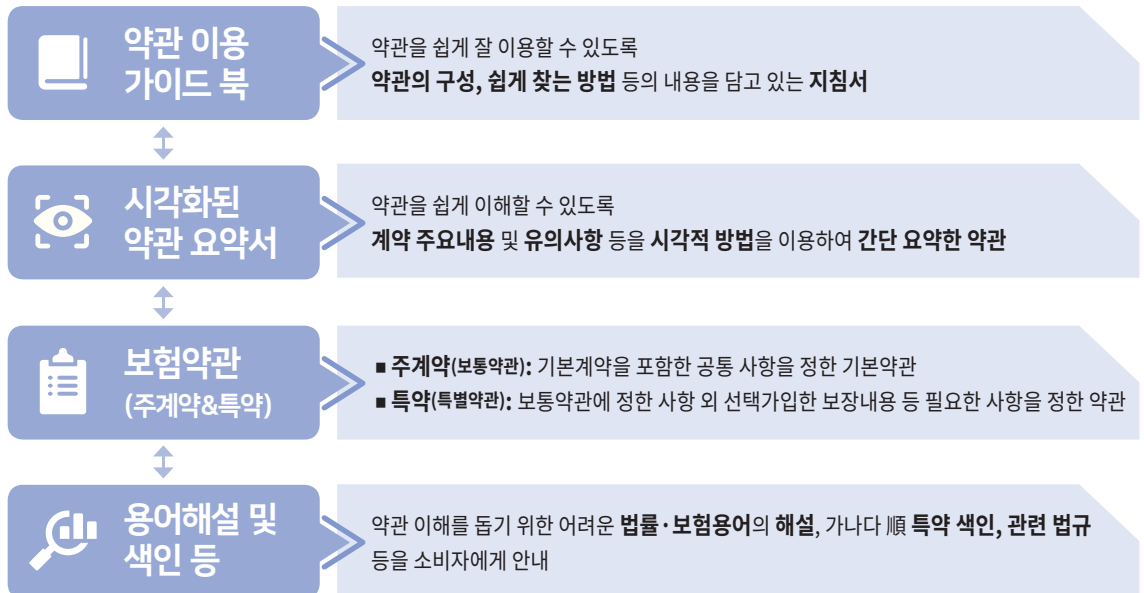 약관 이용
가이드 북
약관을 쉽게 잘 이용할 수 있도록
약관의 구성, 쉽게 찾는 방법 등의 내용을 담고 있는 지침서
시각화된
약관 요약서
약관을 쉽게 이해할 수 있도록
계약 주요내용 및 유의사항 등을 시각적 방법을 이용하여 간단 요약한 약관
보험약관
(주계약&특약)
■ 주계약(보통약관): 기본계약을 포함한 공통 사항을 정한 기본약관
■ 특약(특별약관): 보통약관에 정한 사항 외 선택가입한 보장내용 등 필요한 사항을 정한 약관
용어해설 및
색인 등
약관 이해를 돕기 위한 어려운 법률·보험용어의 해설, 가나다 順 특약 색인, 관련 법규
등을 소비자에게 안내